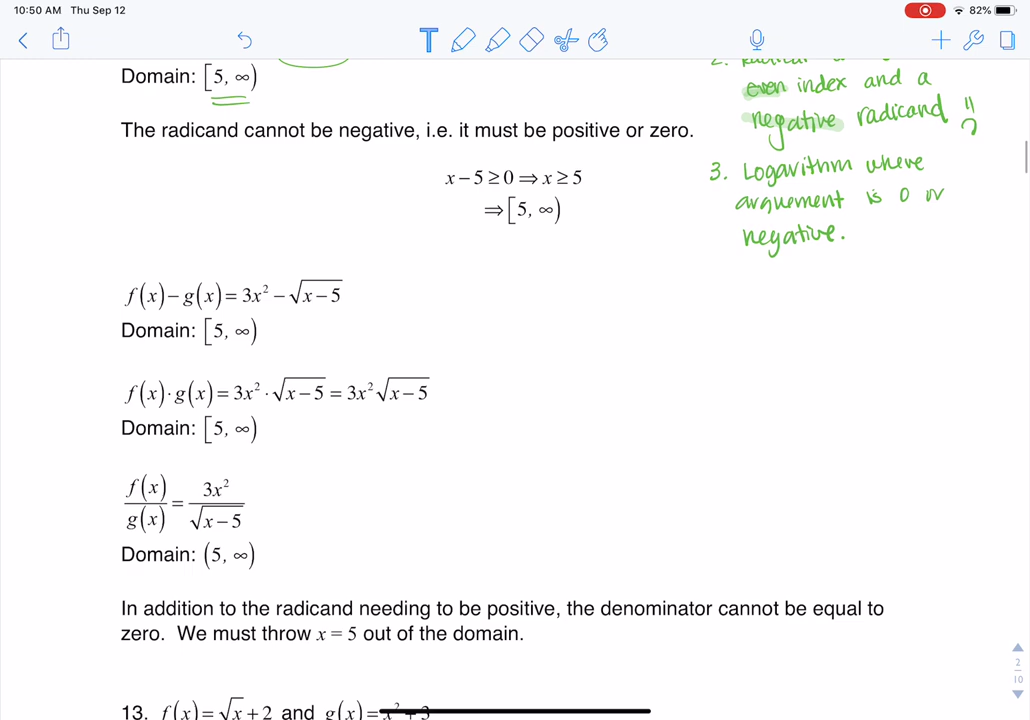 10:50 AM Thu Sep 12
82%
Domain: [5, ∞)
The radicand cannot be negative, i.e. it must be positive or zero.
x − 5 ≥ 0 ⇒ x ≥ 5
⇒ [5, ∞)
f(x) − g(x) = 3x² − √(x − 5)
Domain: [5, ∞)
f(x) · g(x) = 3x² · √(x − 5) = 3x²√(x − 5)
Domain: [5, ∞)
f(x)/g(x) = 3x²/√(x − 5)
Domain: (5, ∞)
In addition to the radicand needing to be positive, the denominator cannot be equal to
zero. We must throw x = 5 out of the domain.
13. f(x) = √x + 2 and g(x) =
2.
even index and a
negative radicand
3. Logarithm where
arguement is 0 or
negative.
2
10